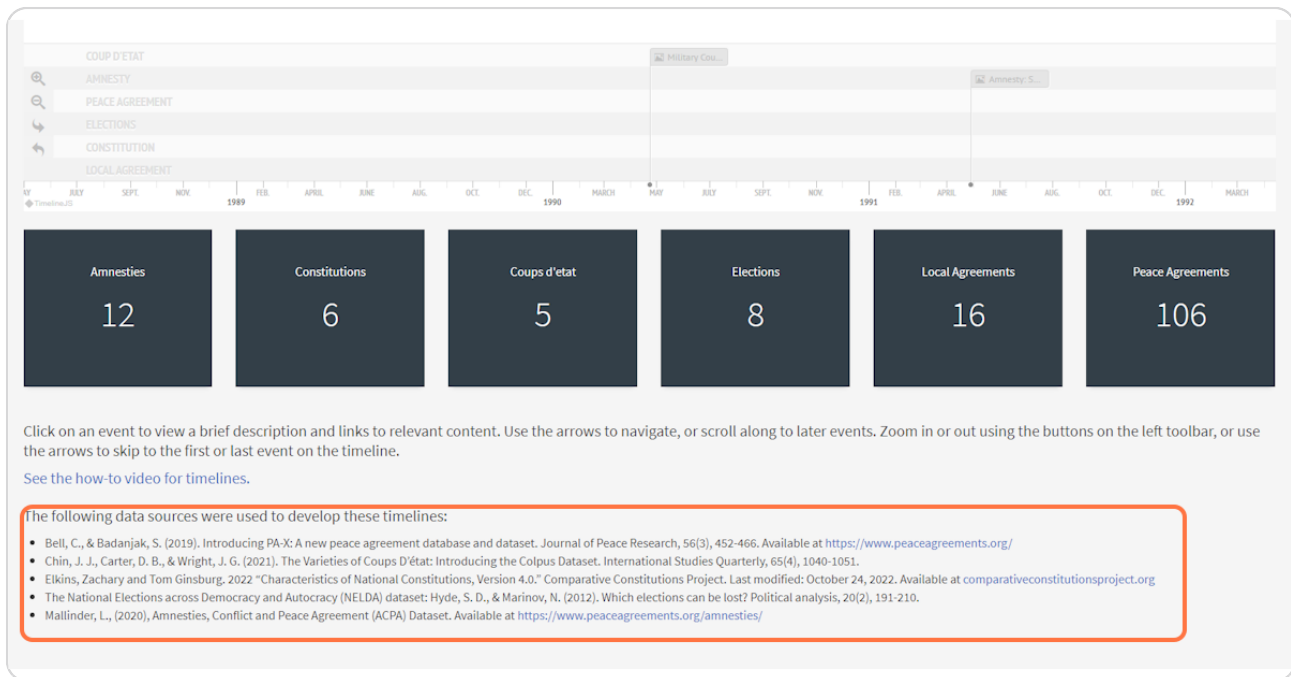 COUP D'ETAT
Military Cou...
AMNESTY
Amnesty: S...
PEACE AGREEMENT
ELECTIONS
CONSTITUTION
LOCAL AGREEMENT
AY JULY SEPT. NOV. FEB. APRIL JUNE AUG. OCT. DEC. MARCH MAY JULY SEPT. NOV. FEB. APRIL JUNE AUG. OCT. DEC. MARCH
TimelineJS 1989 1990 1991 1992
Amnesties Constitutions Coups d'etat Elections Local Agreements Peace Agreements
12 6 5 8 16 106
Click on an event to view a brief description and links to relevant content. Use the arrows to navigate, or scroll along to later events. Zoom in or out using the buttons on the left toolbar, or use
the arrows to skip to the first or last event on the timeline.
See the how-to video for timelines.
The following data sources were used to develop these timelines:
• Bell, C., & Badanjak, S. (2019). Introducing PA-X: A new peace agreement database and dataset. Journal of Peace Research, 56(3), 452-466. Available at https://www.peaceagreements.org/
• Chin, J. J., Carter, D. B., & Wright, J. G. (2021). The Varieties of Coups D'état: Introducing the Colpus Dataset. International Studies Quarterly, 65(4), 1040-1051.
• Elkins, Zachary and Tom Ginsburg. 2022 “Characteristics of National Constitutions, Version 4.0.” Comparative Constitutions Project. Last modified: October 24, 2022. Available at comparativeconstitutionsproject.org
• The National Elections across Democracy and Autocracy (NELDA) dataset: Hyde, S. D., & Marinov, N. (2012). Which elections can be lost? Political analysis, 20(2), 191-210.
• Mallinder, L., (2020), Amnesties, Conflict and Peace Agreement (ACPA) Dataset. Available at https://www.peaceagreements.org/amnesties/